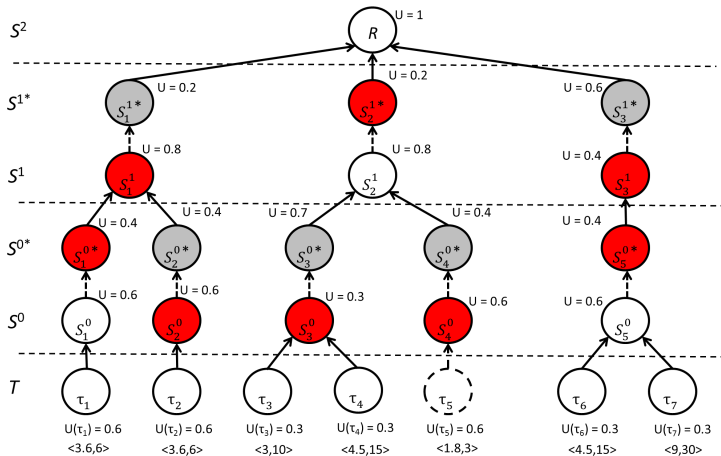 S² R U = 1
S¹* S₁¹* U = 0.2 S₂¹* U = 0.2 S₃¹* U = 0.6
S¹ S₁¹ U = 0.8 S₂¹ U = 0.8 S₃¹ U = 0.4
S⁰* S₁⁰* U = 0.4 S₂⁰* U = 0.4 S₃⁰* U = 0.7 S₄⁰* U = 0.4 S₅⁰* U = 0.4
S⁰ S₁⁰ U = 0.6 S₂⁰ U = 0.6 S₃⁰ U = 0.3 S₄⁰ U = 0.6 S₅⁰ U = 0.6
T τ₁ τ₂ τ₃ τ₄ τ₅ τ₆ τ₇
U(τ₁) = 0.6 U(τ₂) = 0.6 U(τ₃) = 0.3 U(τ₄) = 0.3 U(τ₅) = 0.6 U(τ₆) = 0.3 U(τ₇) = 0.3
<3.6,6> <3.6,6> <3,10> <4.5,15> <1.8,3> <4.5,15> <9,30>